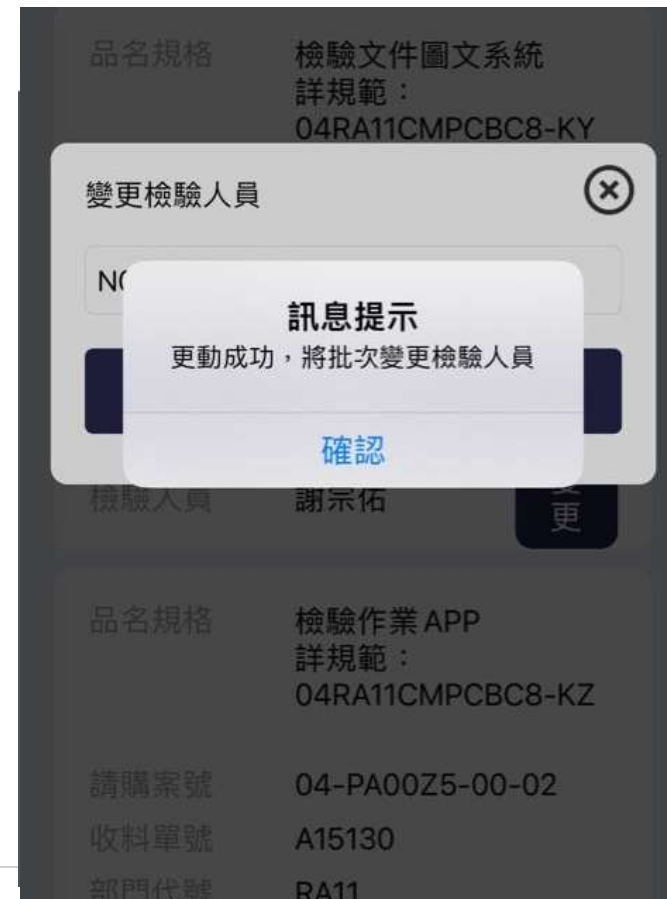 品名規格 檢驗文件圖文系統
詳規範：
04RA11CMPCBC8-KY
變更檢驗人員
訊息提示
更動成功，將批次變更檢驗人員
確認
檢驗人員 謝宗佑
更
品名規格 檢驗作業APP
詳規範：
04RA11CMPCBC8-KZ
請購案號 04-PA00Z5-00-02
收料單號 A15130
部門代號 RA11